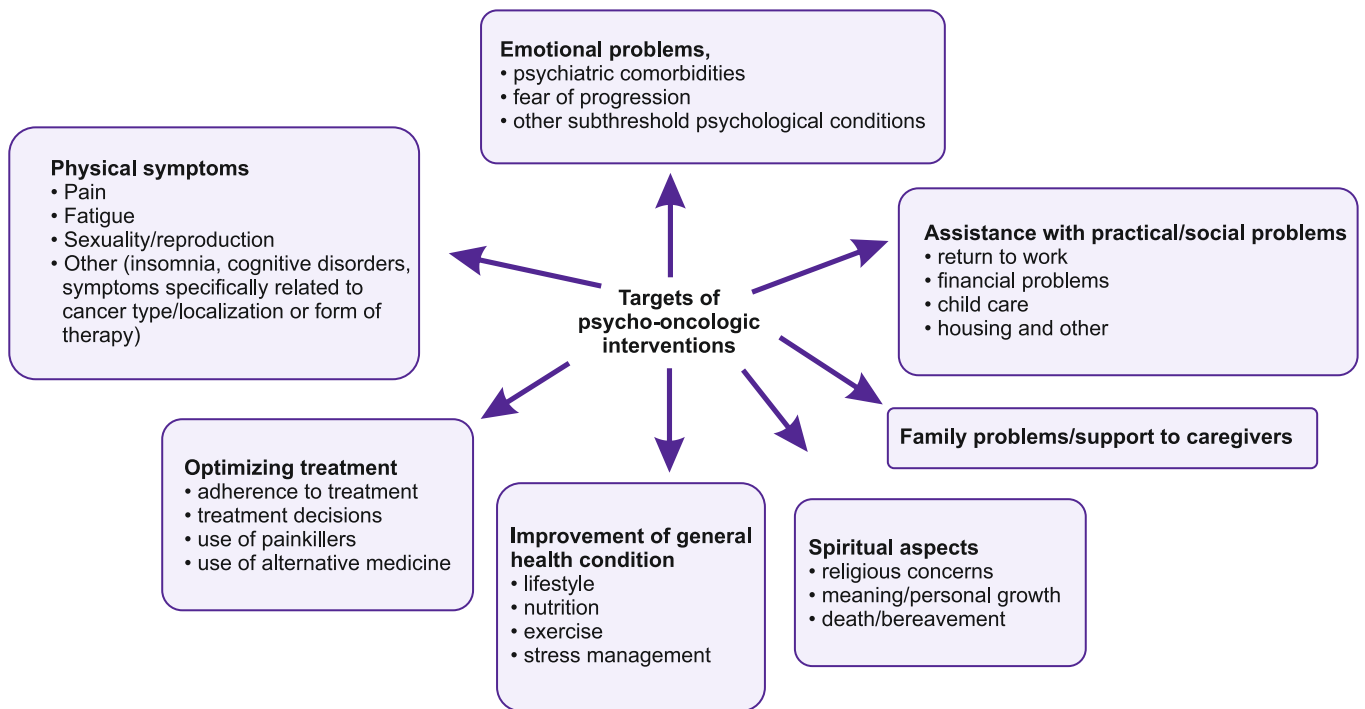 Emotional problems,
• psychiatric comorbidities
• fear of progression
• other subthreshold psychological conditions
Physical symptoms
• Pain
• Fatigue
• Sexuality/reproduction
• Other (insomnia, cognitive disorders,
symptoms specifically related to
cancer type/localization or form of
therapy)
Assistance with practical/social problems
• return to work
• financial problems
• child care
• housing and other
Targets of
psycho-oncologic
interventions
Family problems/support to caregivers
Optimizing treatment
• adherence to treatment
• treatment decisions
• use of painkillers
• use of alternative medicine
Improvement of general
health condition
• lifestyle
• nutrition
• exercise
• stress management
Spiritual aspects
• religious concerns
• meaning/personal growth
• death/bereavement